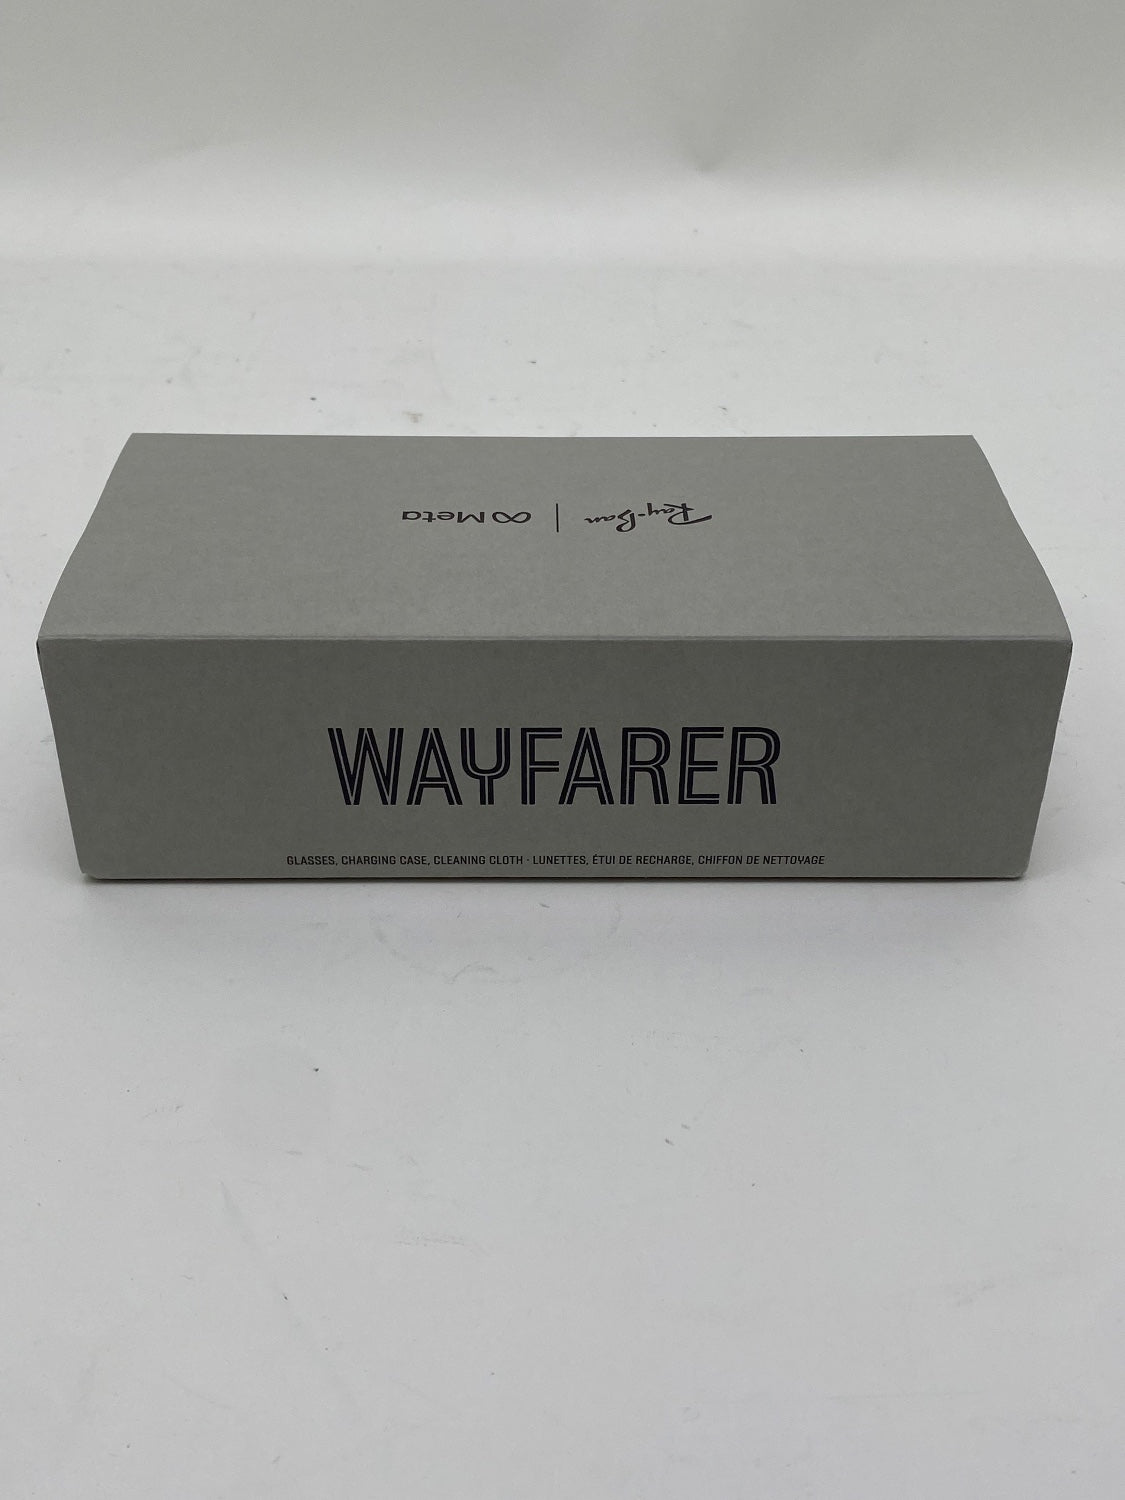 Ray-Ban | Meta
WAYFARER
GLASSES, CHARGING CASE, CLEANING CLOTH · LUNETTES, ÉTUI DE RECHARGE, CHIFFON DE NETTOYAGE